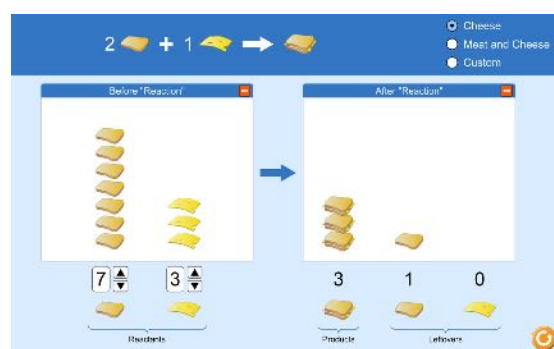 2 + 1
Cheese
Meat and Cheese
Custom
Before "Reaction"
After "Reaction"
7 3
3 1 0
Reactants
Products
Leftovers